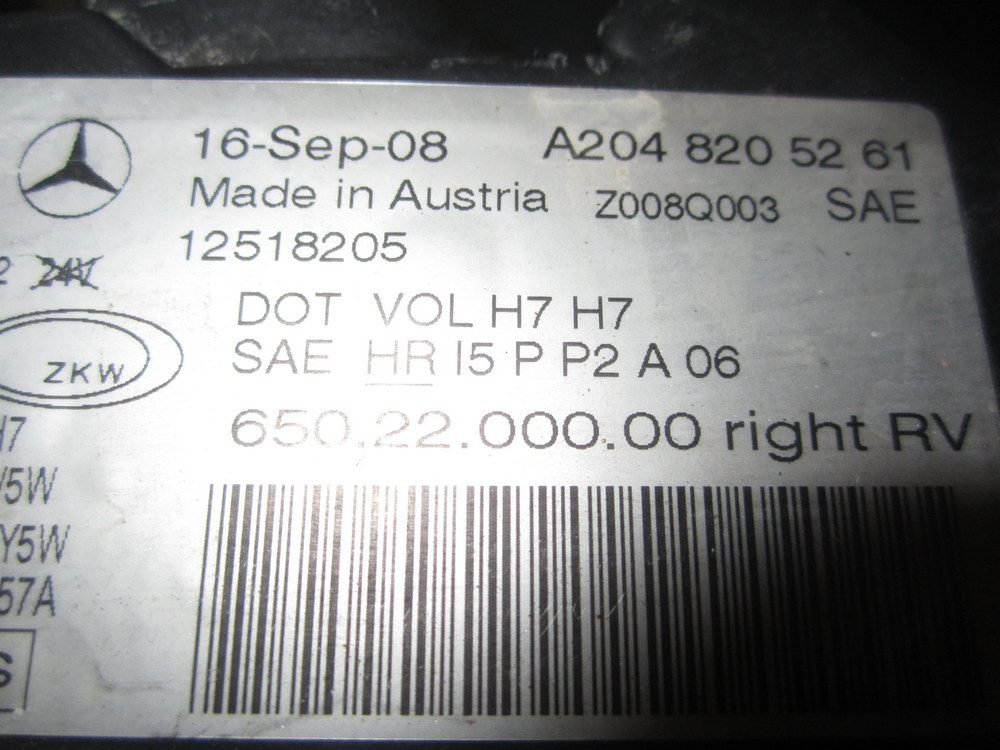 16-Sep-08 A204 820 52 61
Made in Austria Z008Q003 SAE
12518205
2 24V
DOT VOL H7 H7
SAE HR I5 P P2 A 06
ZKW
650.22.000.00 right RV
H7
W5W
Y5W
57A
S